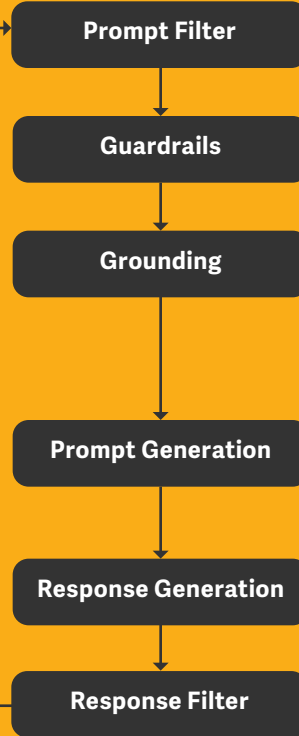 Prompt Filter
Guardrails
Grounding
Prompt Generation
Response Generation
Response Filter